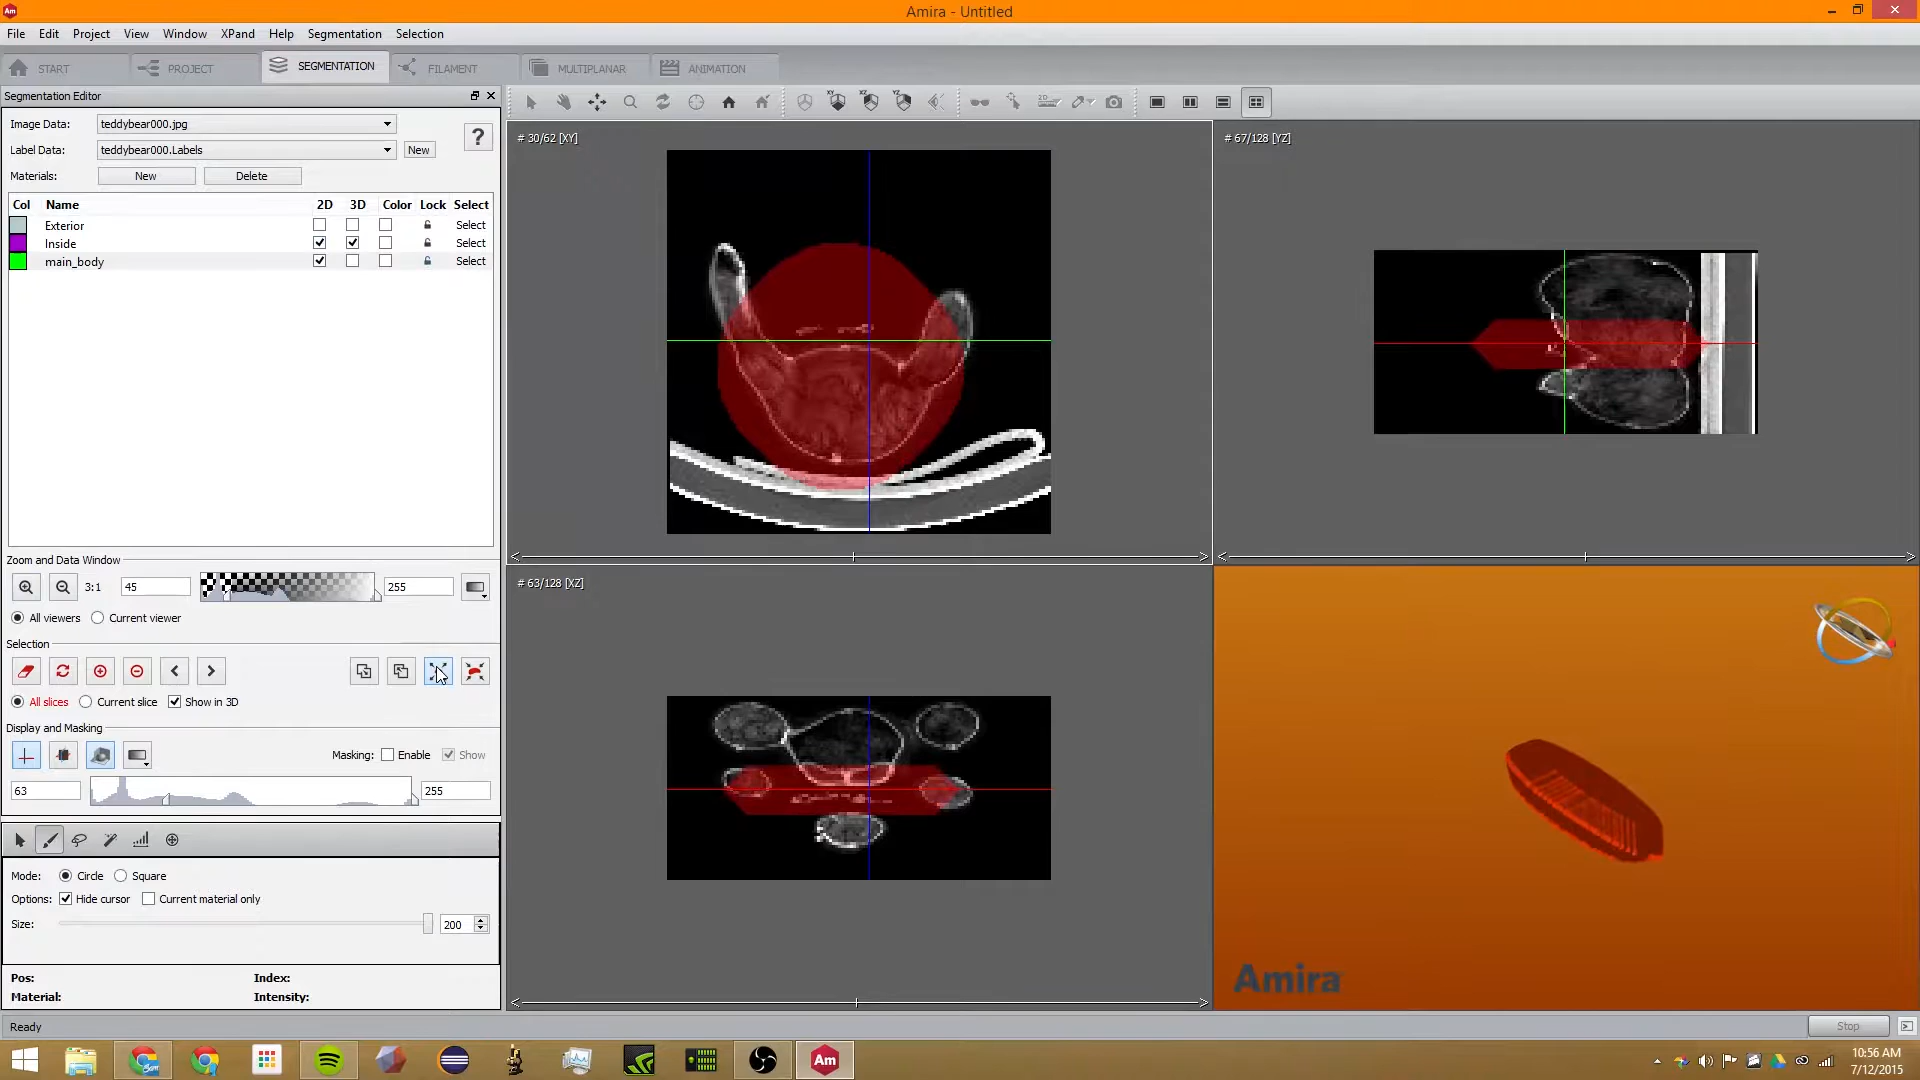 Am Amira - Untitled
File Edit Project View Window XPand Help Segmentation Selection
START PROJECT SEGMENTATION FILAMENT MULTIPLANAR ANIMATION
Segmentation Editor
Image Data: teddybear000.jpg
Label Data: teddybear000.Labels New
?
Materials: New Delete
Col Name 2D 3D Color Lock Select
Exterior Select
Inside Select
main_body Select
Zoom and Data Window
3:1 45 255
All viewers Current viewer
Selection
All slices Current slice Show in 3D
Display and Masking
Masking: Enable Show
63 255
Mode: Circle Square
Options: Hide cursor Current material only
Size: 200
Pos: Index:
Material: Intensity:
XY XZ YZ 2D
# 30/62 [XY]
# 67/128 [YZ]
# 63/128 [XZ]
Amira
Ready Stop
Am
10:56 AM
7/12/2015